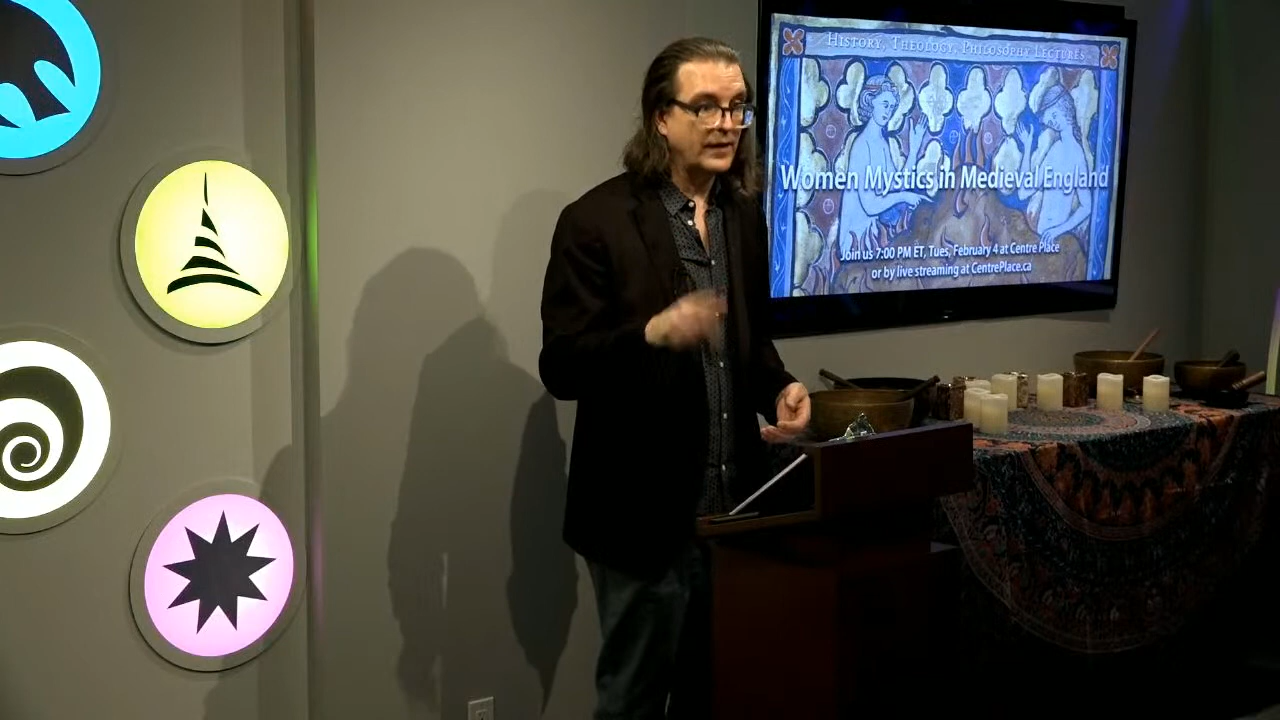 History, Theology, Philosophy Lectures
Women Mystics in Medieval England
Join us 7:00 PM ET, Tues, February 4 at Centre Place
or by live streaming at CentrePlace.ca